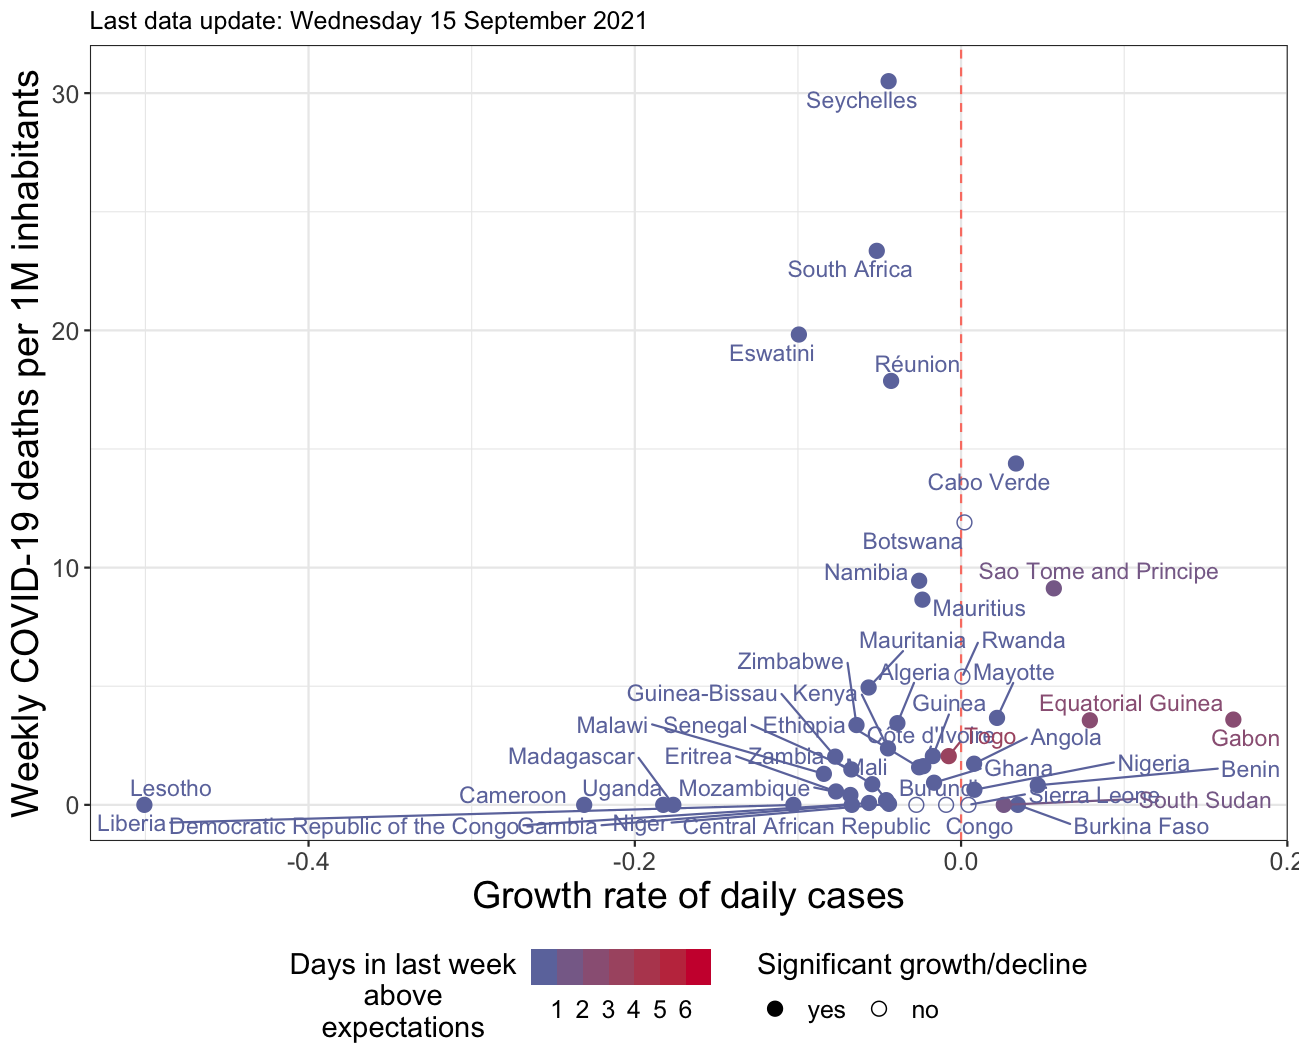 Last data update: Wednesday 15 September 2021
Weekly COVID-19 deaths per 1M inhabitants
30
20
10
0
Seychelles
South Africa
Eswatini
Réunion
Cabo Verde
Botswana
Namibia
Sao Tome and Principe
Mauritius
Mauritania
Rwanda
Zimbabwe
Algeria
Mayotte
Guinea-Bissau
Kenya
Guinea
Equatorial Guinea
Malawi
Senegal
Ethiopia
Côte d'Ivoire
Togo
Angola
Gabon
Madagascar
Eritrea
Zambia
Mali
Ghana
Nigeria
Benin
Lesotho
Cameroon
Uganda
Mozambique
Burundi
Sierra Leone
South Sudan
Liberia
Democratic Republic of the Congo
Gambia
Niger
Central African Republic
Congo
Burkina Faso
-0.4
-0.2
0.0
0.2
Growth rate of daily cases
Days in last week
above
expectations
1 2 3 4 5 6
Significant growth/decline
yes
no